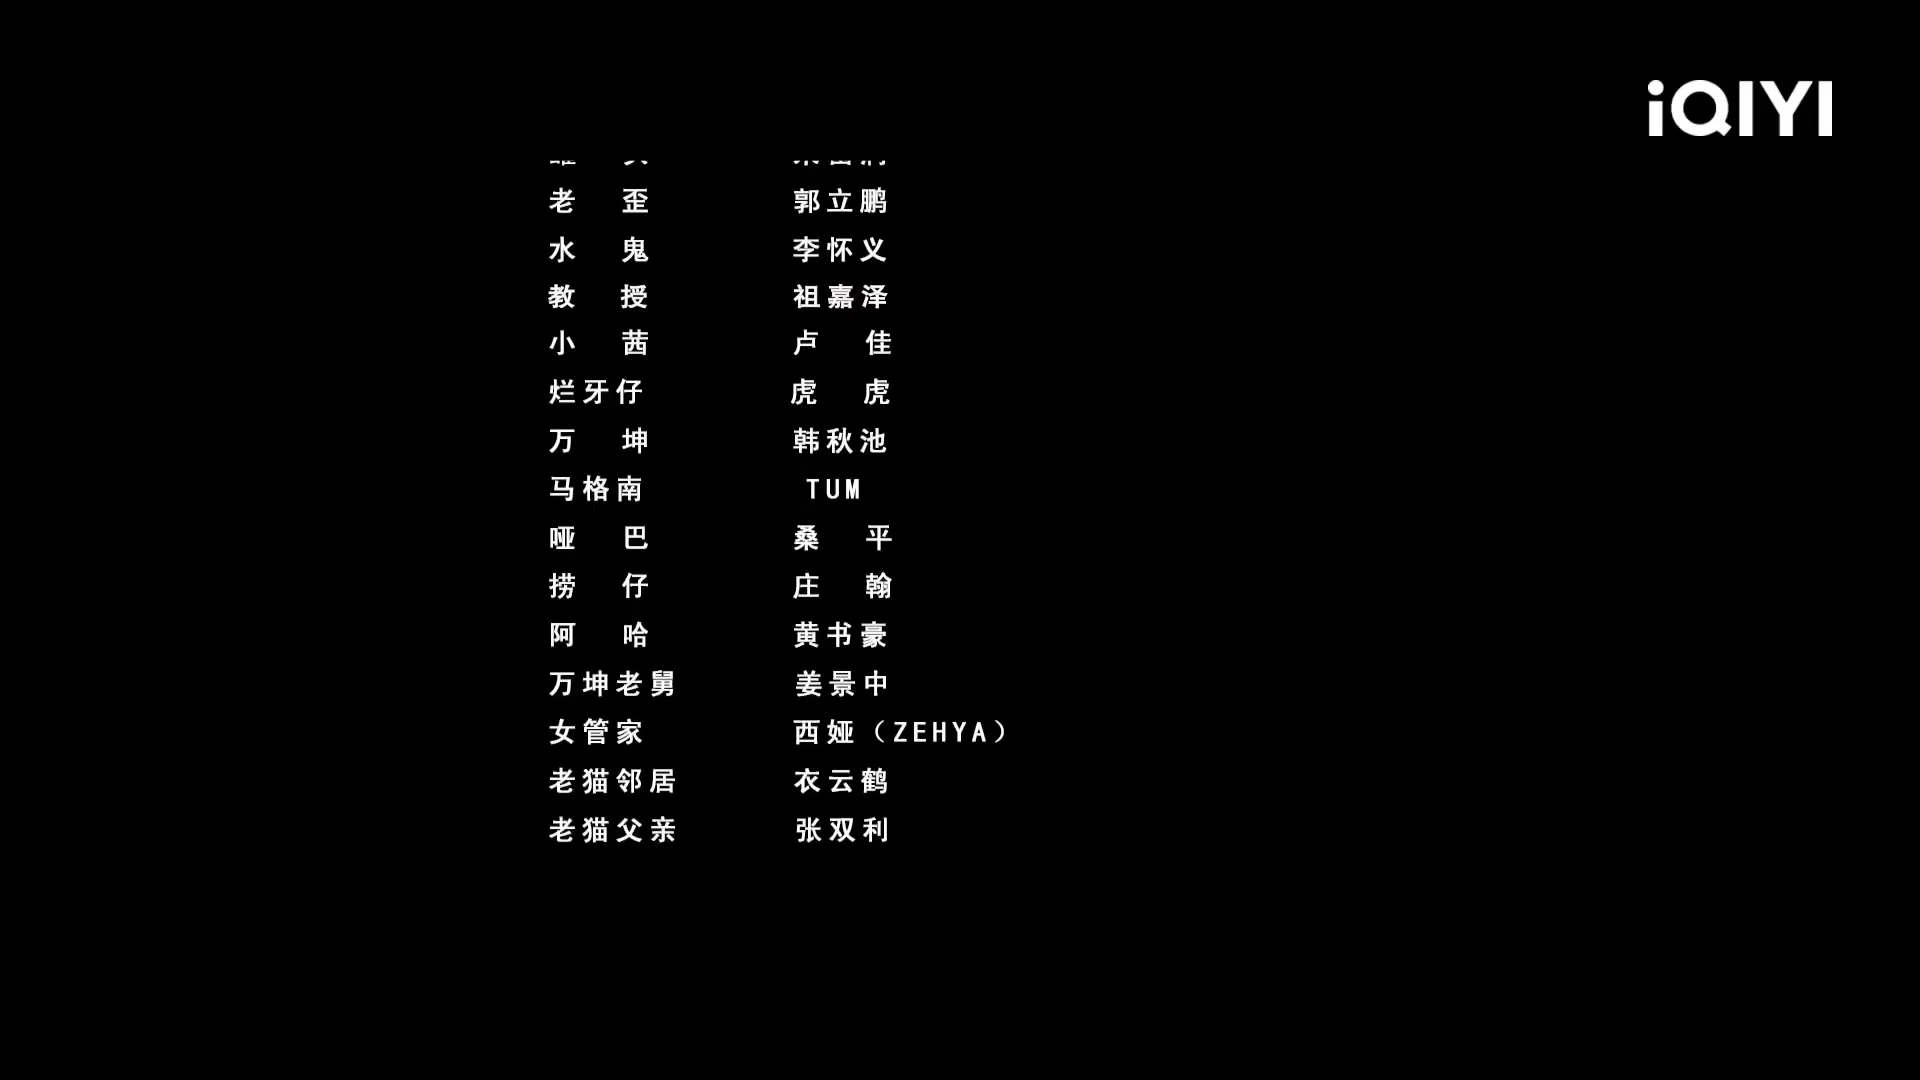 iQIYI
老 歪 郭立鹏
水 鬼 李怀义
教 授 祖嘉泽
小 茜 卢 佳
烂牙仔 虎 虎
万 坤 韩秋池
马格南 TUM
哑 巴 桑 平
捞 仔 庄 翰
阿 哈 黄书豪
万坤老舅 姜景中
女管家 西娅（ZEHYA）
老猫邻居 衣云鹤
老猫父亲 张双利